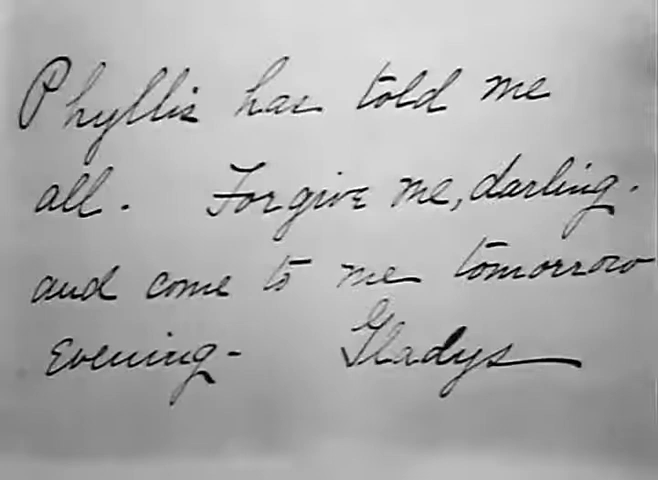 Phyllis has told me
all. Forgive me, darling.
and come to me tomorrow
evening-
Gladys